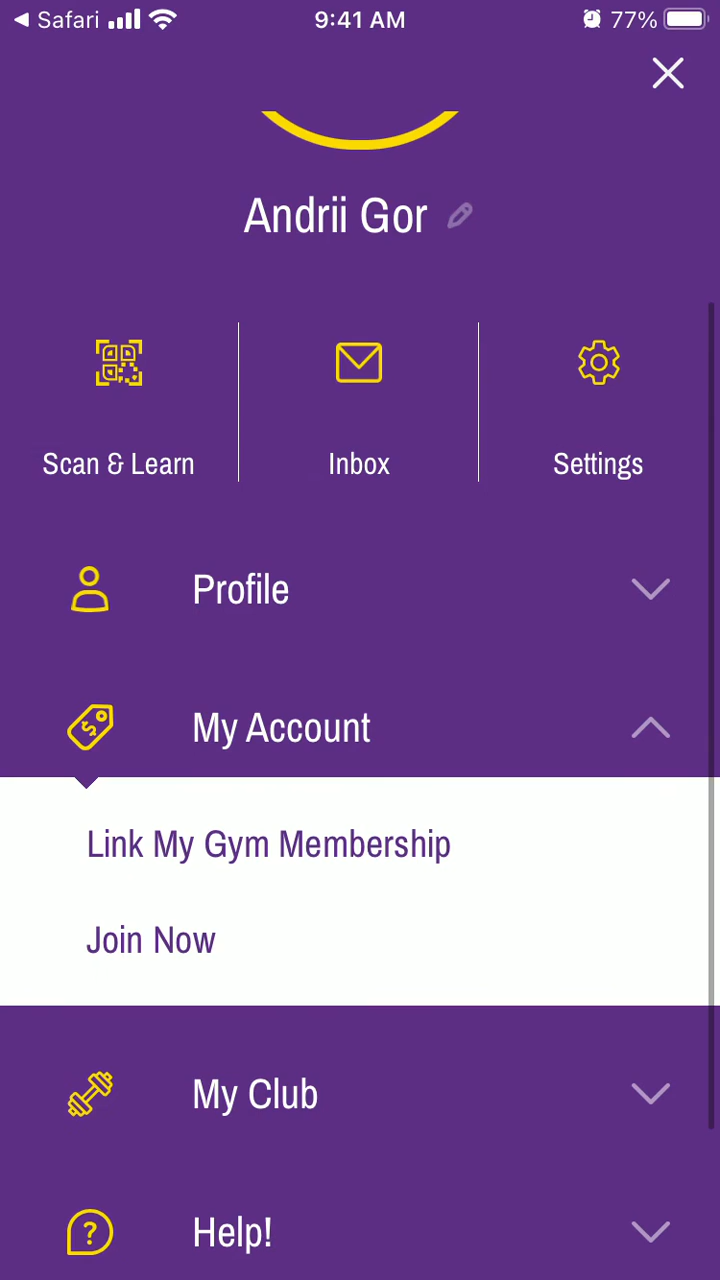 Safari 9:41 AM 77%
Andrii Gor
Scan & Learn Inbox Settings
Profile
My Account
Link My Gym Membership
Join Now
My Club
Help!